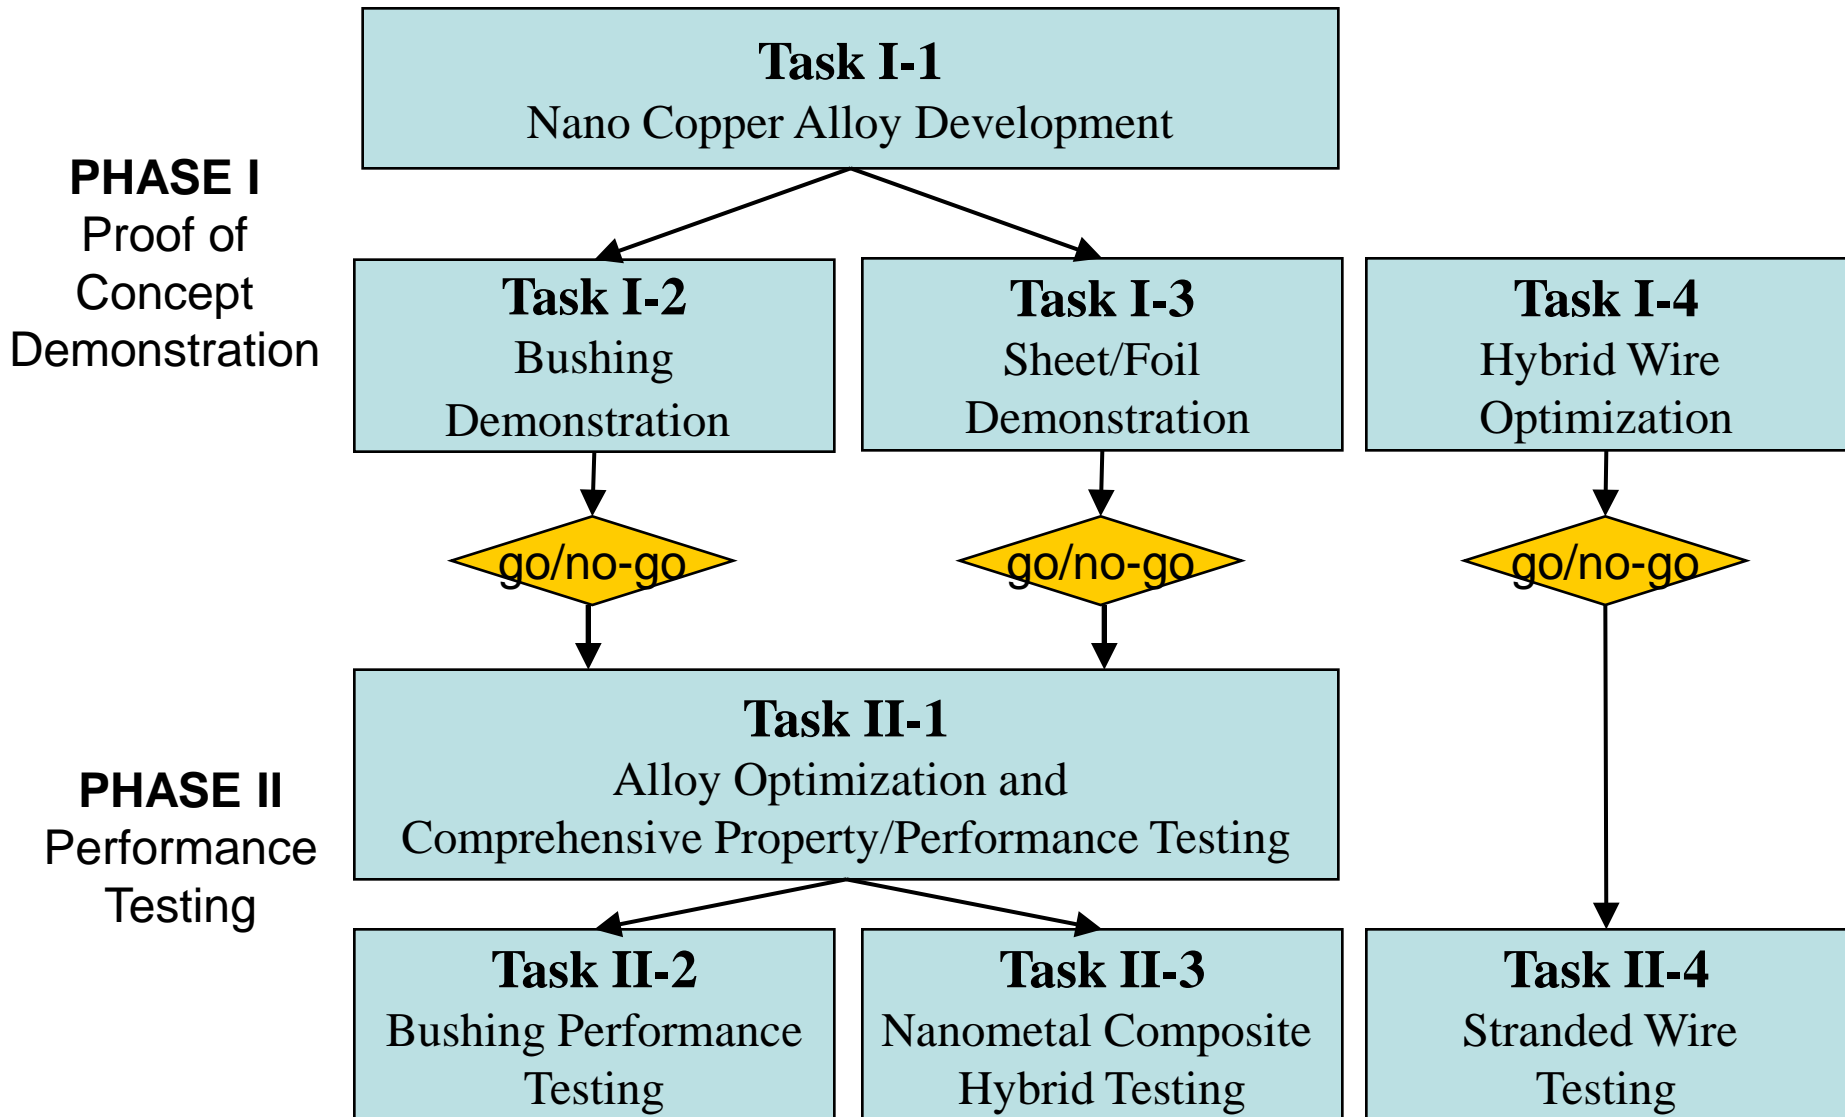 Task I-1
Nano Copper Alloy Development
PHASE I
Proof of
Concept
Demonstration
Task I-2
Bushing
Demonstration
Task I-3
Sheet/Foil
Demonstration
Task I-4
Hybrid Wire
Optimization
go/no-go
go/no-go
go/no-go
PHASE II
Performance
Testing
Task II-1
Alloy Optimization and
Comprehensive Property/Performance Testing
Task II-2
Bushing Performance
Testing
Task II-3
Nanometal Composite
Hybrid Testing
Task II-4
Stranded Wire
Testing